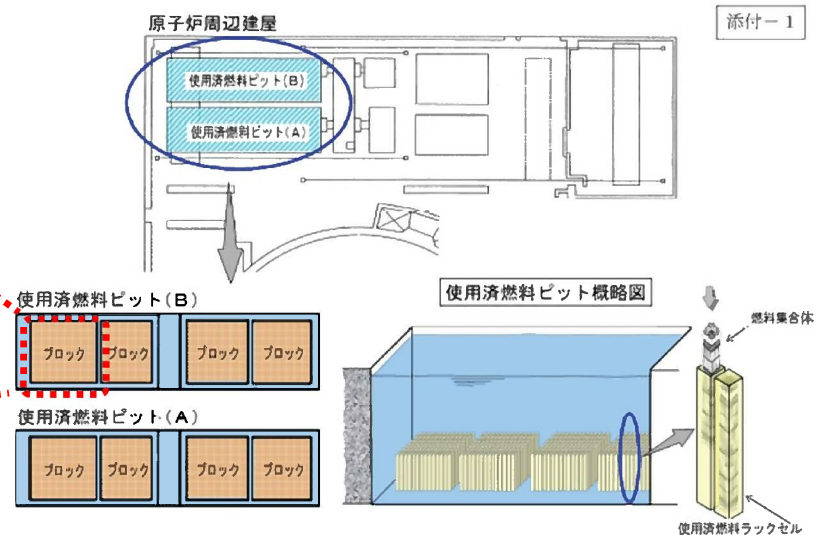 添付－1
原子炉周辺建屋
使用済燃料ピット(B)
使用済燃料ピット(A)
使用済燃料ピット(B)
ブロック
ブロック
ブロック
ブロック
使用済燃料ピット(A)
ブロック
ブロック
ブロック
ブロック
使用済燃料ピット概略図
燃料集合体
使用済燃料ラックセル